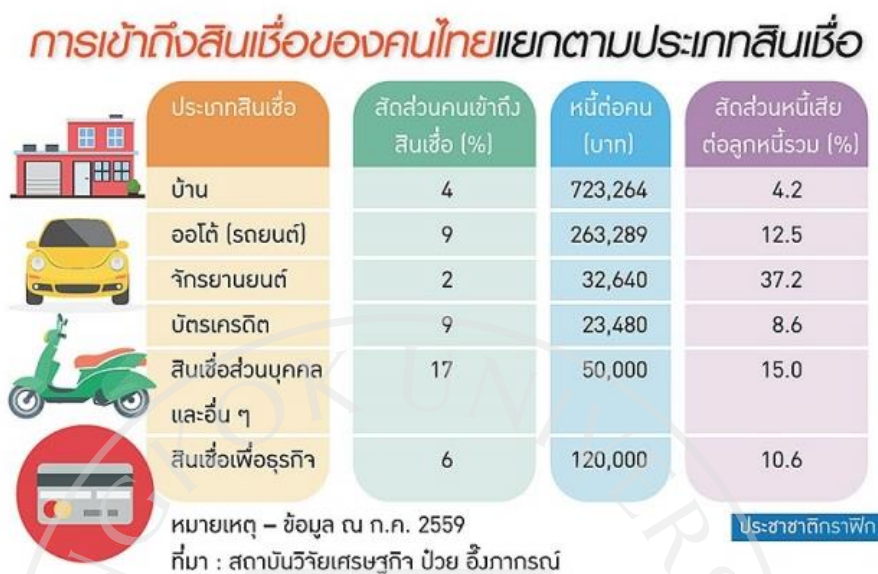 การเข้าถึงสินเชื่อของคนไทยแยกตามประเภทสินเชื่อ
ประเภทสินเชื่อ สัดส่วนคนเข้าถึงสินเชื่อ (%) หนี้ต่อคน (บาท) สัดส่วนหนี้เสียต่อลูกหนี้รวม (%)
บ้าน 4 723,264 4.2
ออโต้ (รถยนต์) 9 263,289 12.5
จักรยานยนต์ 2 32,640 37.2
บัตรเครดิต 9 23,480 8.6
สินเชื่อส่วนบุคคล 17 50,000 15.0
และอื่น ๆ
สินเชื่อเพื่อธุรกิจ 6 120,000 10.6
หมายเหตุ – ข้อมูล ณ ก.ค. 2559
ประชาชาติกราฟิก
ที่มา : สถาบันวิจัยเศรษฐกิจ ป๋วย อึ๊งภากรณ์